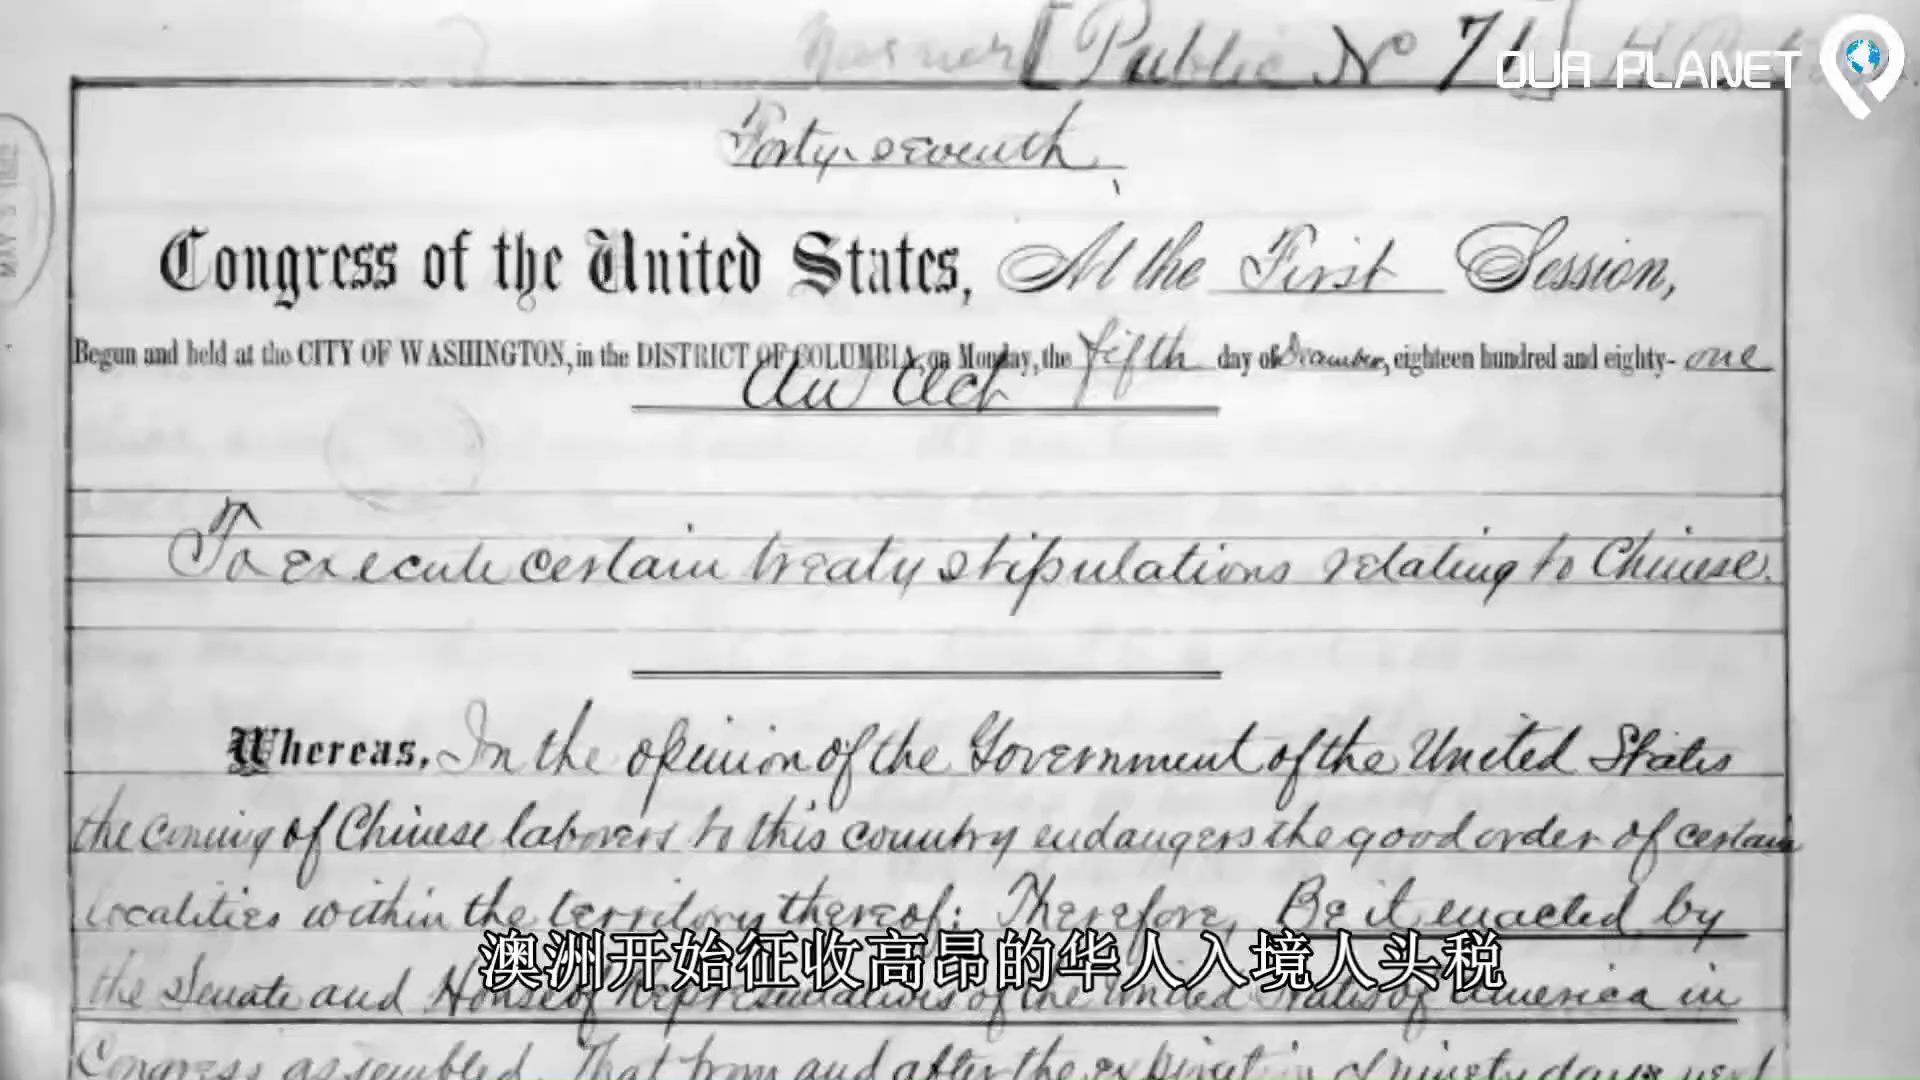 [Public No 71]
OUR PLANET
Forty-seventh
Congress of the United States, At the First Session,
Begun and held at the CITY OF WASHINGTON, in the DISTRICT OF COLUMBIA, on Monday, the fifth day of December, eighteen hundred and eighty-one
An Act
To execute certain treaty stipulations relating to Chinese.
Whereas, In the opinion of the Government of the United States
the coming of Chinese laborers to this country endangers the good order of certain
localities within the territory thereof: Therefore, Be it enacted by
澳洲开始征收高昂的华人入境人头税
the Senate and House of Representatives of the United States of America in
Congress assembled, That from and after the expiration of ninety days next
MAY 9 1882